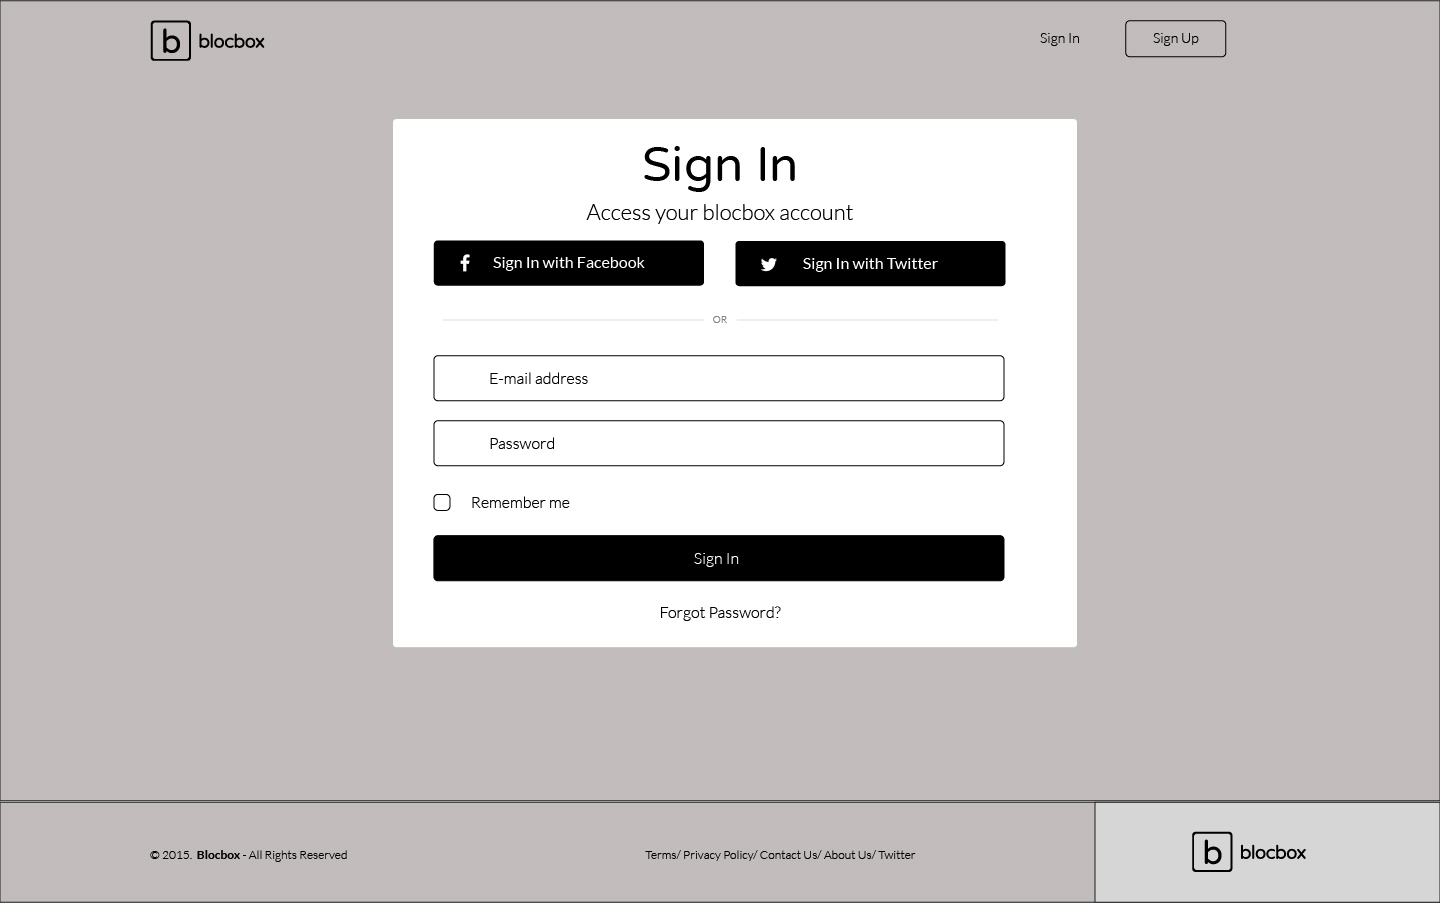 b blocbox
Sign In
Sign Up
Sign In
Access your blocbox account
Sign In with Facebook
Sign In with Twitter
OR
E-mail address
Password
Remember me
Sign In
Forgot Password?
© 2015. Blocbox - All Rights Reserved
Terms/ Privacy Policy/ Contact Us/ About Us/ Twitter
b blocbox